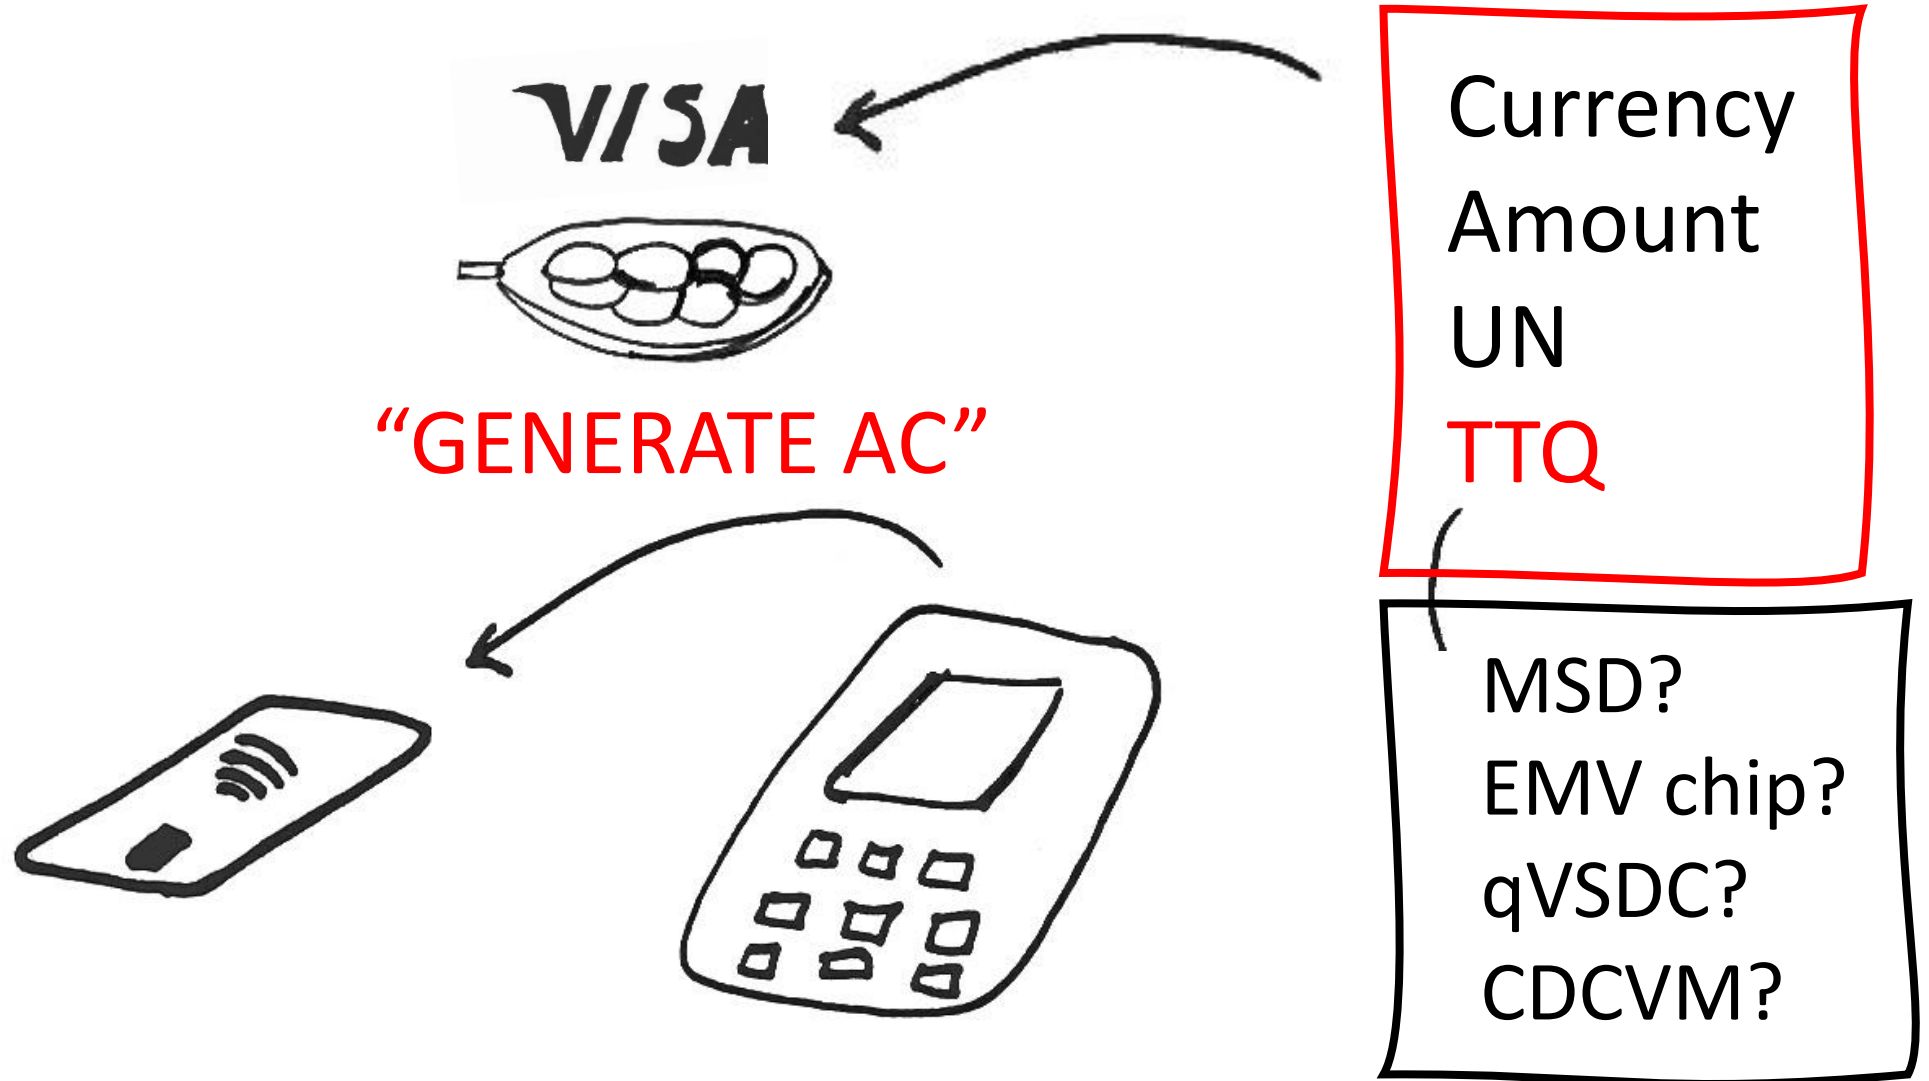 VISA
“GENERATE AC”
Currency
Amount
UN
TTQ
MSD?
EMV chip?
qVSDC?
CDCVM?